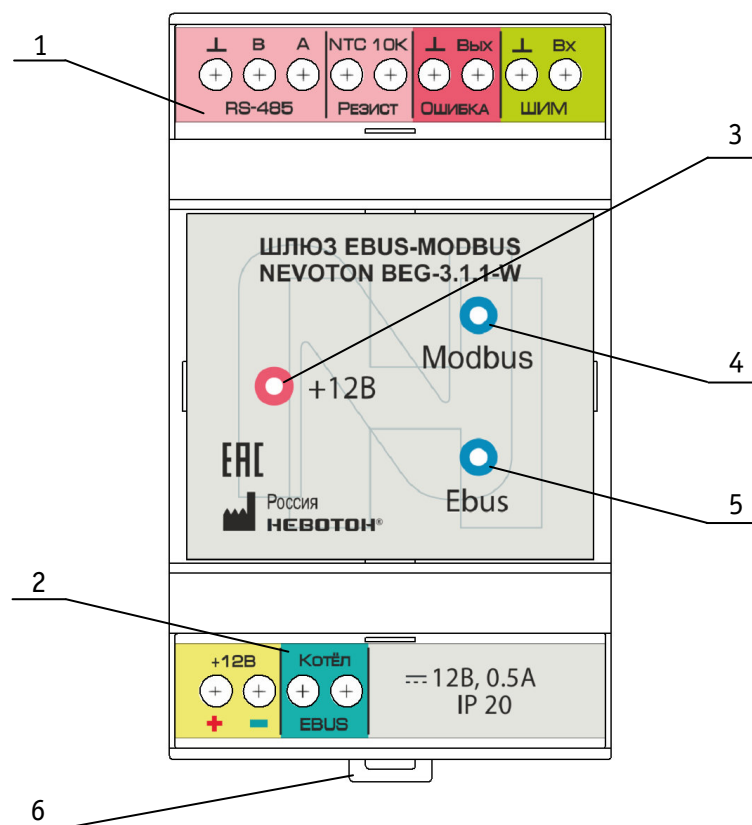 1
⊥ B A NTC 10K ⊥ Вых ⊥ Вх
RS-485 Резист Ошибка ШИМ
3
ШЛЮЗ EBUS-MODBUS
NEVOTON BEG-3.1.1-W
Modbus
4
+12В
EAC
Ebus
5
Россия
НЕВОТОН®
2
+12В Котёл
12В, 0.5А
IP 20
+ − EBUS
6